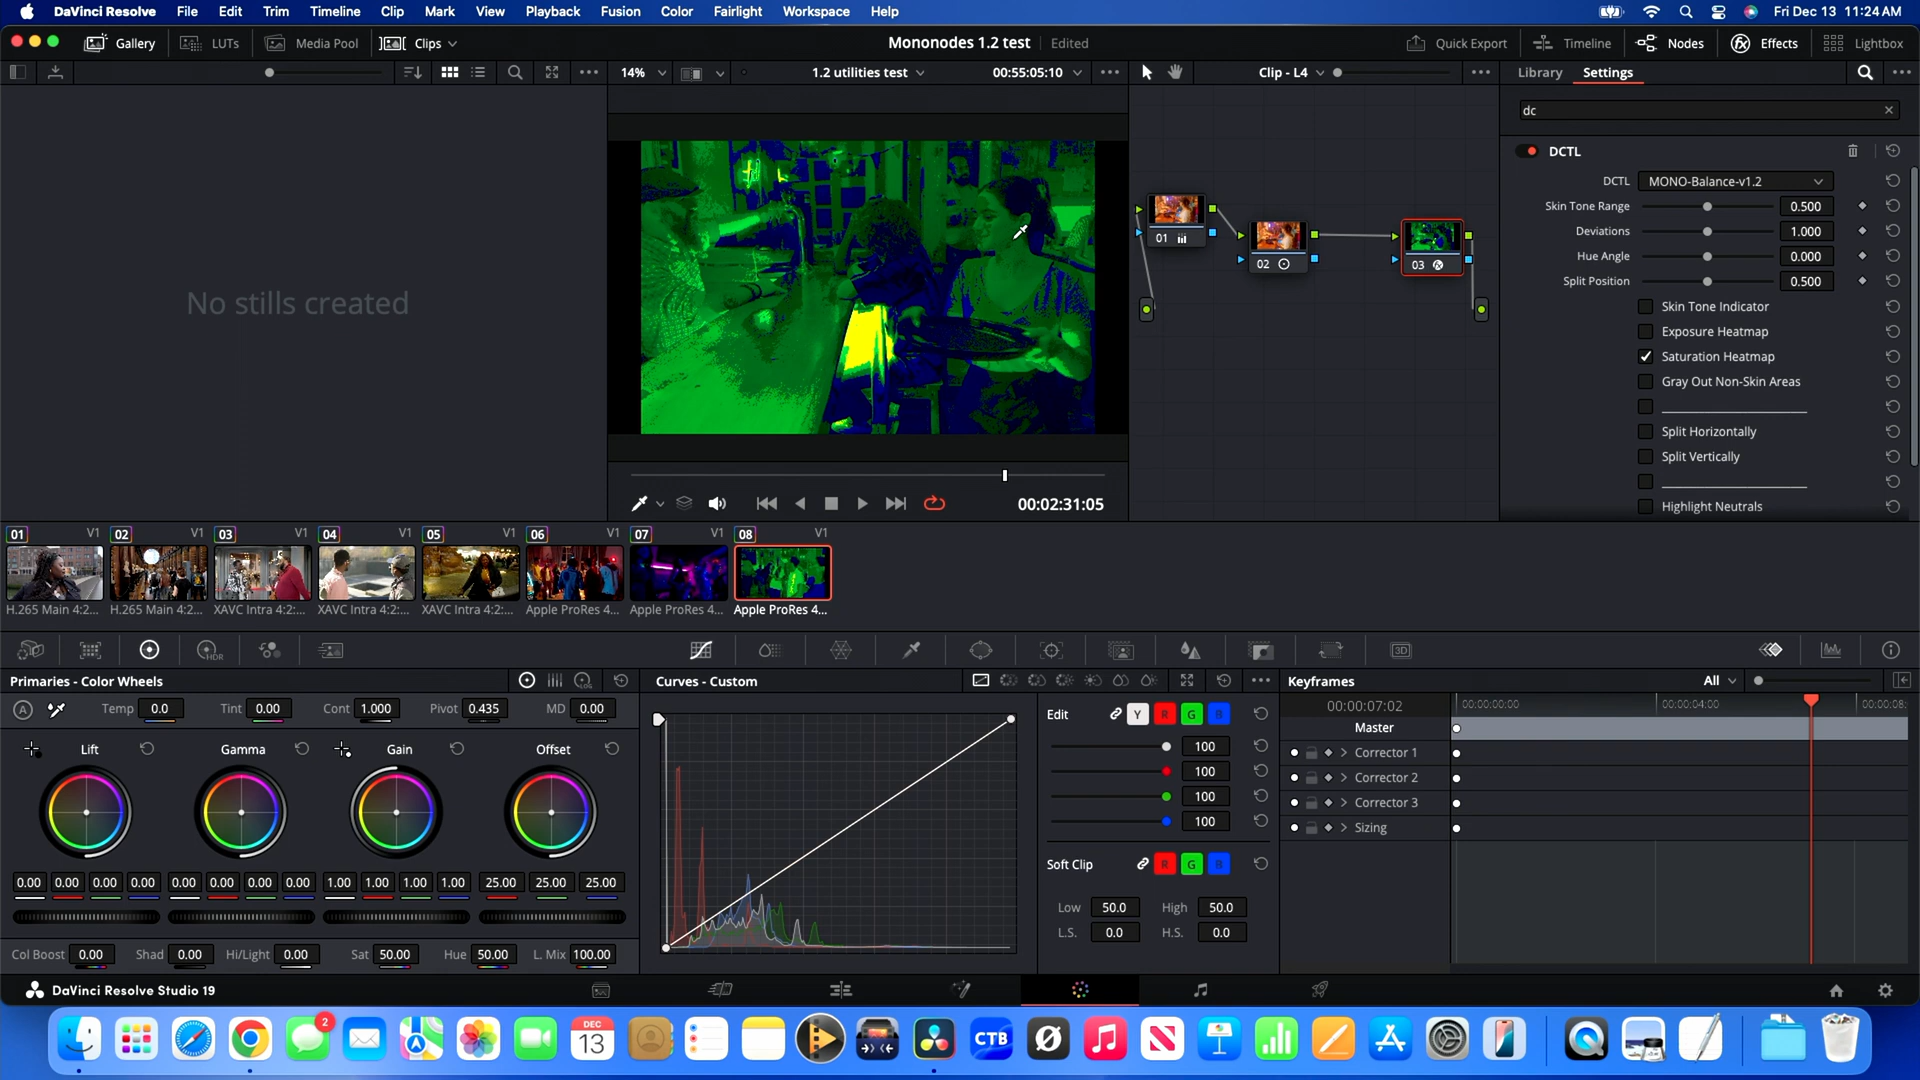 DaVinci Resolve File Edit Trim Timeline Clip Mark View Playback Fusion Color Fairlight Workspace Help Fri Dec 13 11:24 AM
Gallery LUTs Media Pool Clips Mononodes 1.2 test Edited Quick Export Timeline Nodes Effects Lightbox
14% 1.2 utilities test 00:55:05:10 Clip - L4 Library Settings
dc
DCTL
DCTL MONO-Balance-v1.2
Skin Tone Range 0.500
Deviations 1.000
Hue Angle 0.000
Split Position 0.500
Skin Tone Indicator
Exposure Heatmap
Saturation Heatmap
Gray Out Non-Skin Areas
Split Horizontally
Split Vertically
Highlight Neutrals
No stills created
01
02
03
00:02:31:05
01 V1 02 V1 03 V1 04 V1 05 V1 06 V1 07 V1 08 V1
H.265 Main 4:2... H.265 Main 4:2... XAVC Intra 4:2:... XAVC Intra 4:2:... XAVC Intra 4:2:... Apple ProRes 4... Apple ProRes 4... Apple ProRes 4...
HDR 3D
Primaries - Color Wheels
A Temp 0.0 Tint 0.00 Cont 1.000 Pivot 0.435 MD 0.00
Lift Gamma Gain Offset
0.00 0.00 0.00 0.00 0.00 0.00 0.00 0.00 1.00 1.00 1.00 1.00 25.00 25.00 25.00
Col Boost 0.00 Shad 0.00 Hi/Light 0.00 Sat 50.00 Hue 50.00 L. Mix 100.00
Curves - Custom
Edit Y R G B
100
100
100
100
Soft Clip R G B
Low 50.0 High 50.0
L.S. 0.0 H.S. 0.0
Keyframes All
00:00:07:02 00:00:00:00 00:00:04:00 00:00:08:
Master
Corrector 1
Corrector 2
Corrector 3
Sizing
DaVinci Resolve Studio 19
2
DEC
13
CTB